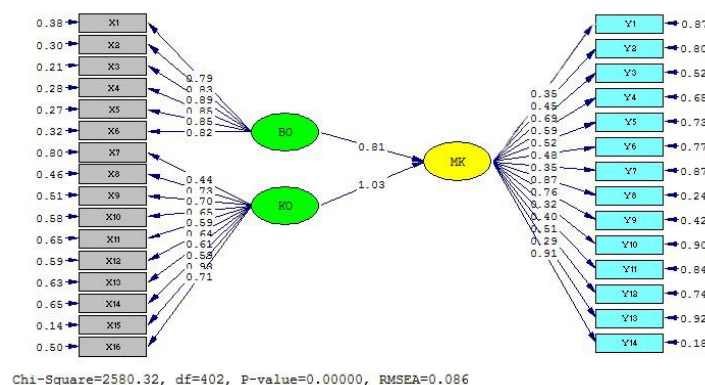 0.38 X1
0.30 X2
0.21 X3
0.28 X4
0.27 X5
0.32 X6
0.80 X7
0.46 X8
0.51 X9
0.58 X10
0.65 X11
0.59 X12
0.63 X13
0.65 X14
0.14 X15
0.50 X16
0.79
0.83
0.89
0.85
0.85
0.82
0.44
0.73
0.70
0.65
0.59
0.64
0.61
0.59
0.71
BO
KO
0.81
1.03
MK
0.35
0.45
0.69
0.59
0.52
0.48
0.35
0.87
0.76
0.32
0.40
0.51
0.29
0.91
Y1 0.87
Y2 0.80
Y3 0.52
Y4 0.65
Y5 0.73
Y6 0.77
Y7 0.87
Y8 0.24
Y9 0.42
Y10 0.90
Y11 0.84
Y12 0.74
Y13 0.92
Y14 0.18
Chi-Square=2580.32, df=402, P-value=0.00000, RMSEA=0.086